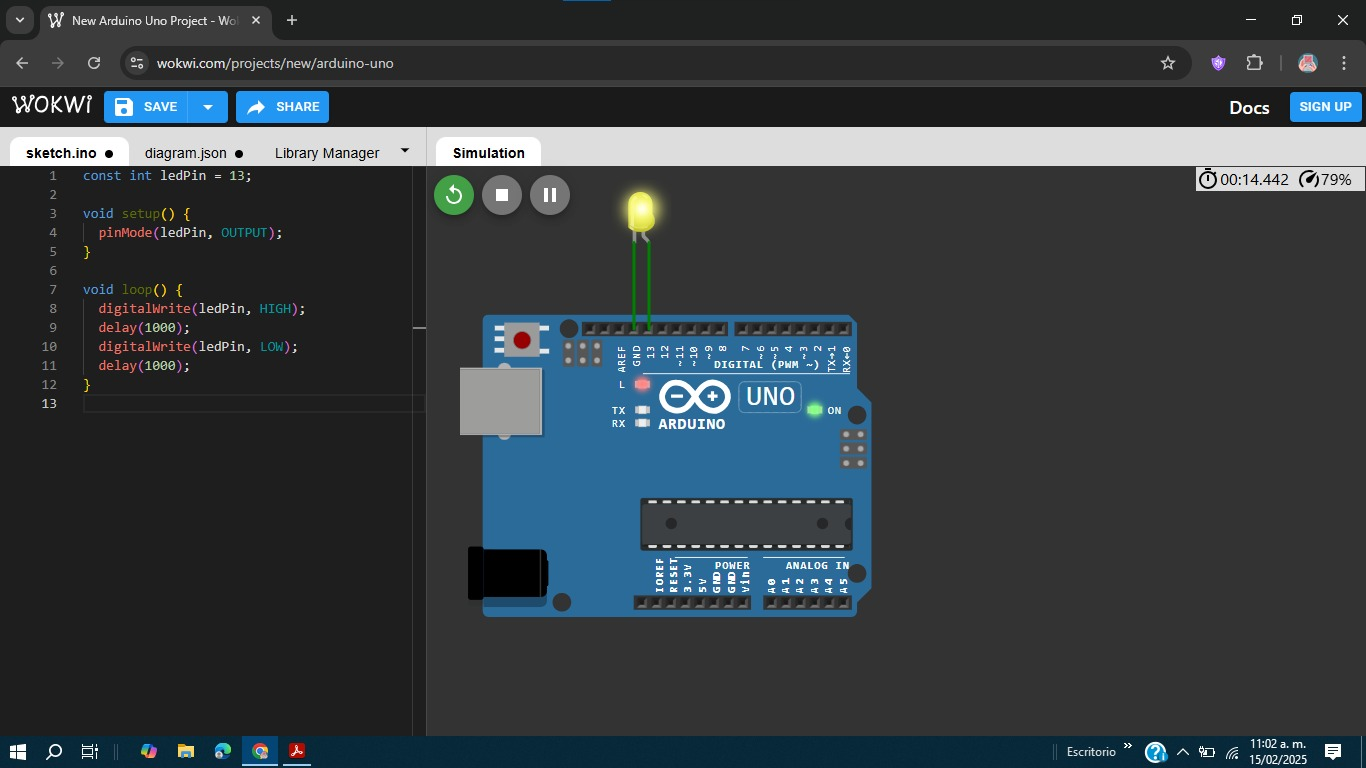 New Arduino Uno Project - Wo
wokwi.com/projects/new/arduino-uno
WOKWI
SAVE
SHARE
Docs
SIGN UP
sketch.ino ●
diagram.json ●
Library Manager
Simulation
1 const int ledPin = 13;
2
3 void setup() {
4 pinMode(ledPin, OUTPUT);
5 }
6
7 void loop() {
8 digitalWrite(ledPin, HIGH);
9 delay(1000);
10 digitalWrite(ledPin, LOW);
11 delay(1000);
12 }
13
00:14.442 79%
AREF
GND
13
12
~11
~10
~9
8
7
~6
~5
4
~3
2
TX→1
RX←0
DIGITAL (PWM ~)
L
TX
RX
UNO
ARDUINO
ON
IOREF
RESET
3.3V
5V
GND
GND
Vin
POWER
ANALOG IN
A0
A1
A2
A3
A4
A5
Escritorio
11:02 a. m.
15/02/2025